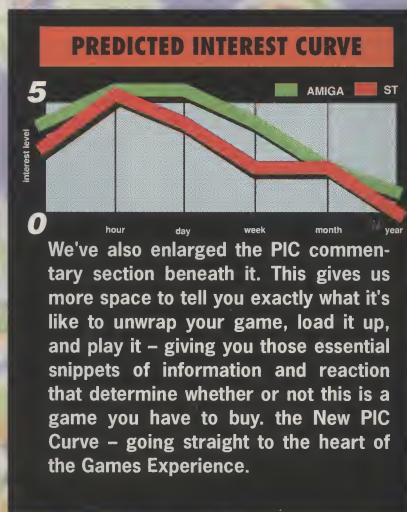 PREDICTED INTEREST CURVE
5
AMIGA
ST
interest level
0
hour
day
week
month
year
We've also enlarged the PIC commen-
tary section beneath it. This gives us
more space to tell you exactly what it's
like to unwrap your game, load it up,
and play it – giving you those essential
snippets of information and reaction
that determine whether or not this is a
game you have to buy. the New PIC
Curve – going straight to the heart of
the Games Experience.